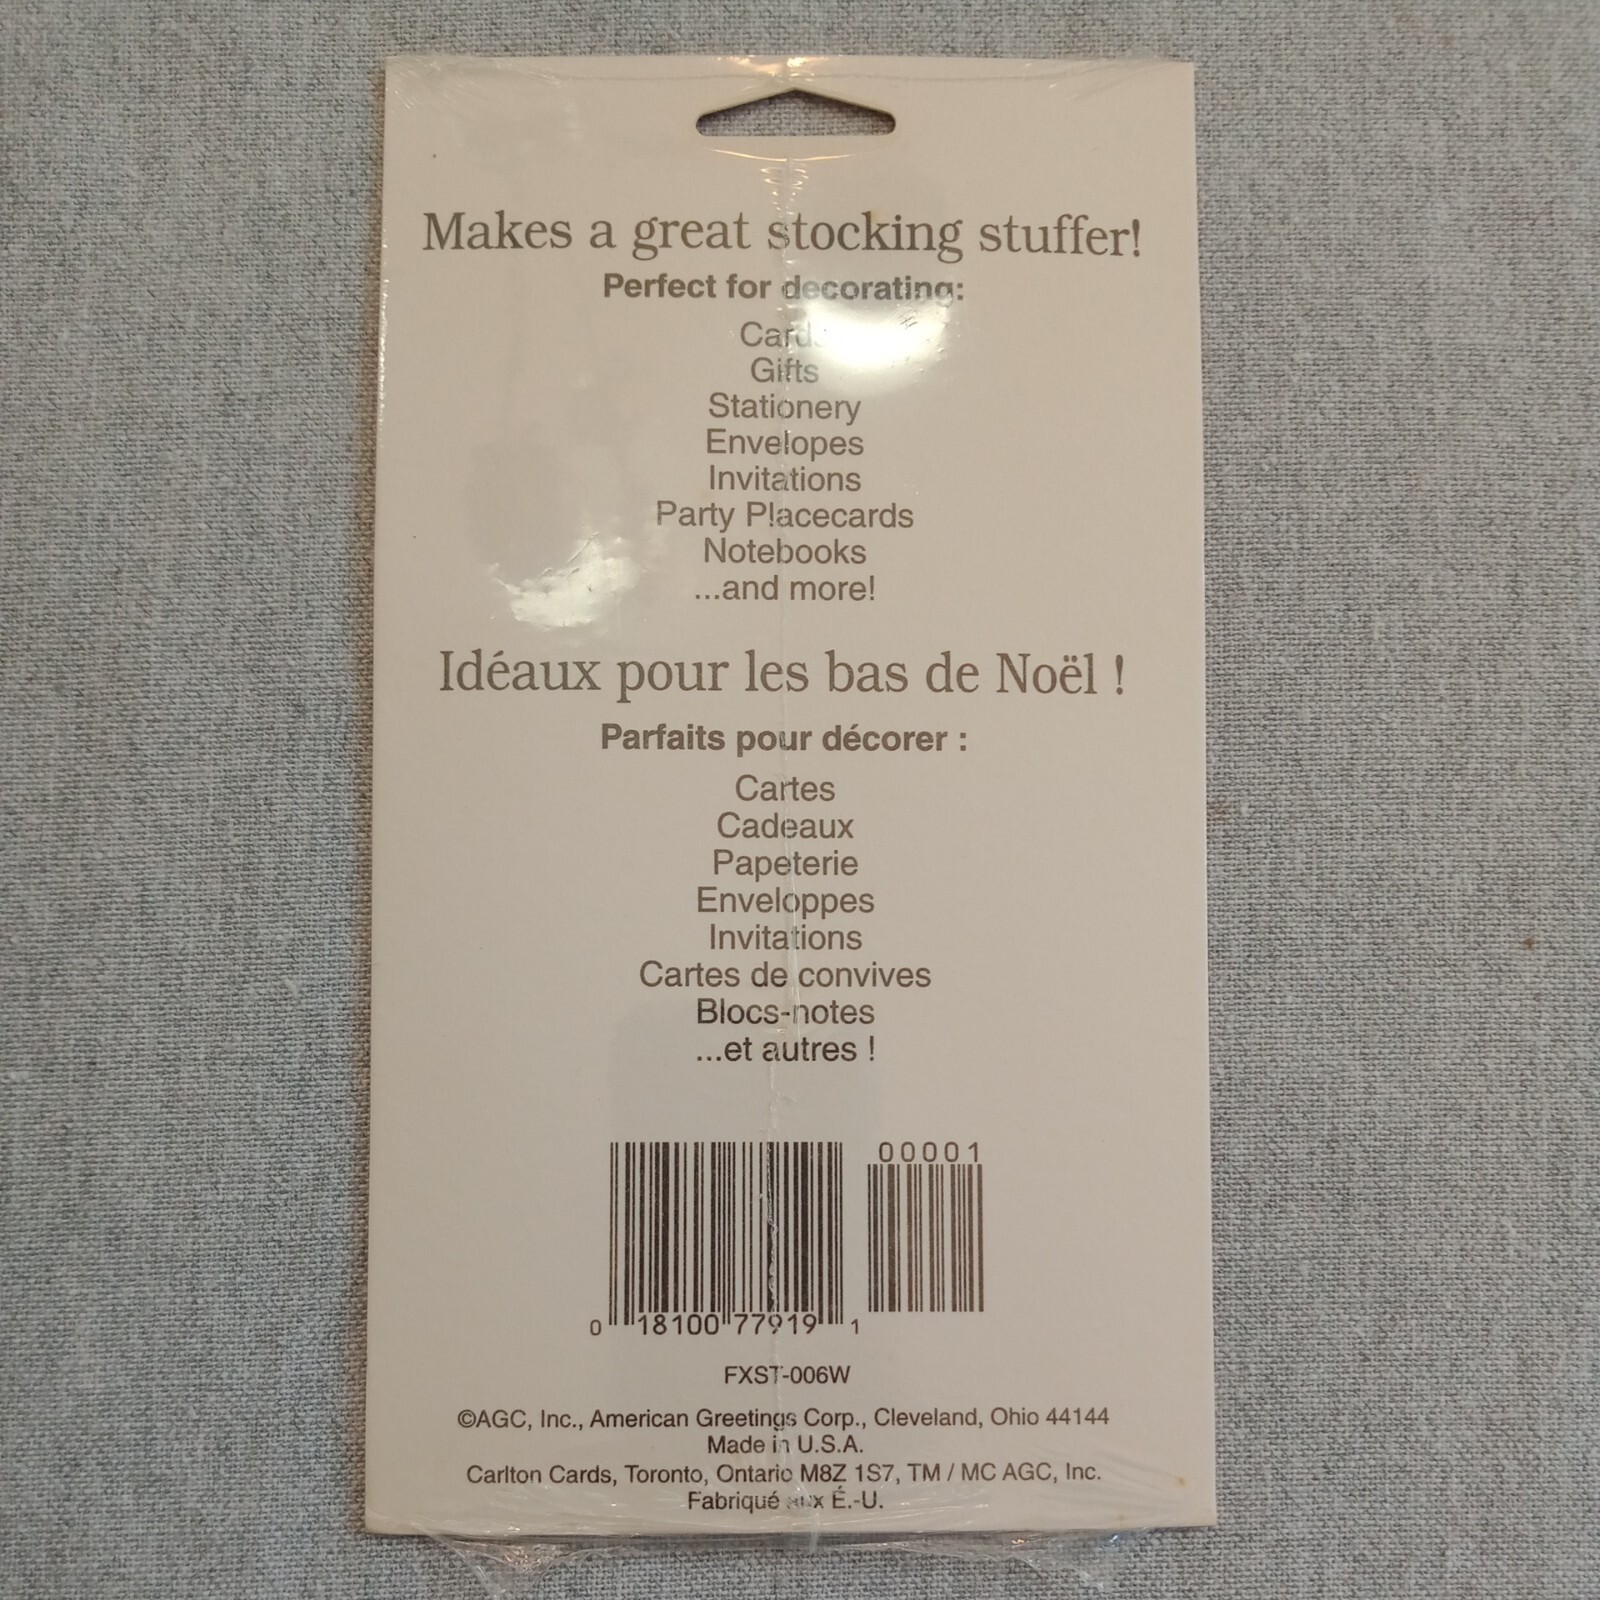 Makes a great stocking stuffer!
Perfect for decorating:
Cards
Gifts
Stationery
Envelopes
Invitations
Party Placecards
Notebooks
...and more!
Idéaux pour les bas de Noël !
Parfaits pour décorer :
Cartes
Cadeaux
Papeterie
Enveloppes
Invitations
Cartes de convives
Blocs-notes
...et autres !
00001
0 18100 77919 1
FXST-006W
©AGC, Inc., American Greetings Corp., Cleveland, Ohio 44144
Made in U.S.A.
Carlton Cards, Toronto, Ontario M8Z 1S7, TM / MC AGC, Inc.
Fabriqué aux É.-U.